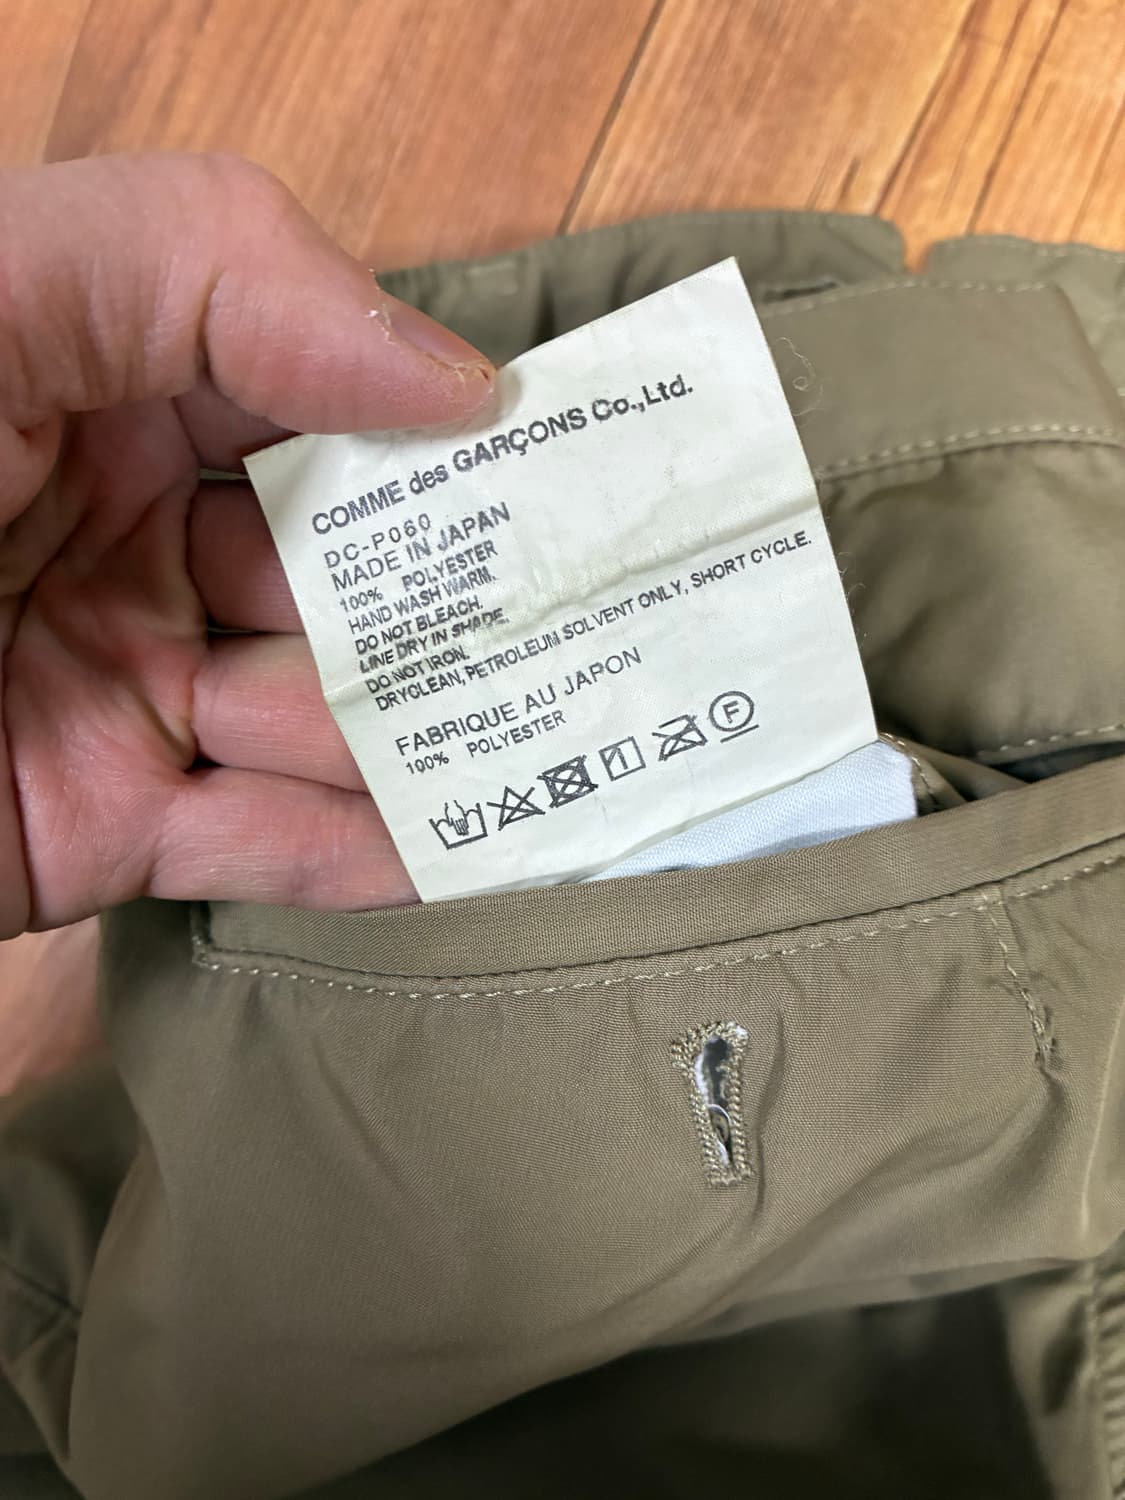 COMME des GARÇONS Co.,Ltd.
DC-P060
MADE IN JAPAN
100% POLYESTER
HAND WASH WARM.
DO NOT BLEACH.
LINE DRY IN SHADE.
DO NOT IRON.
DRYCLEAN, PETROLEUM SOLVENT ONLY, SHORT CYCLE.
FABRIQUE AU JAPON
100% POLYESTER
F